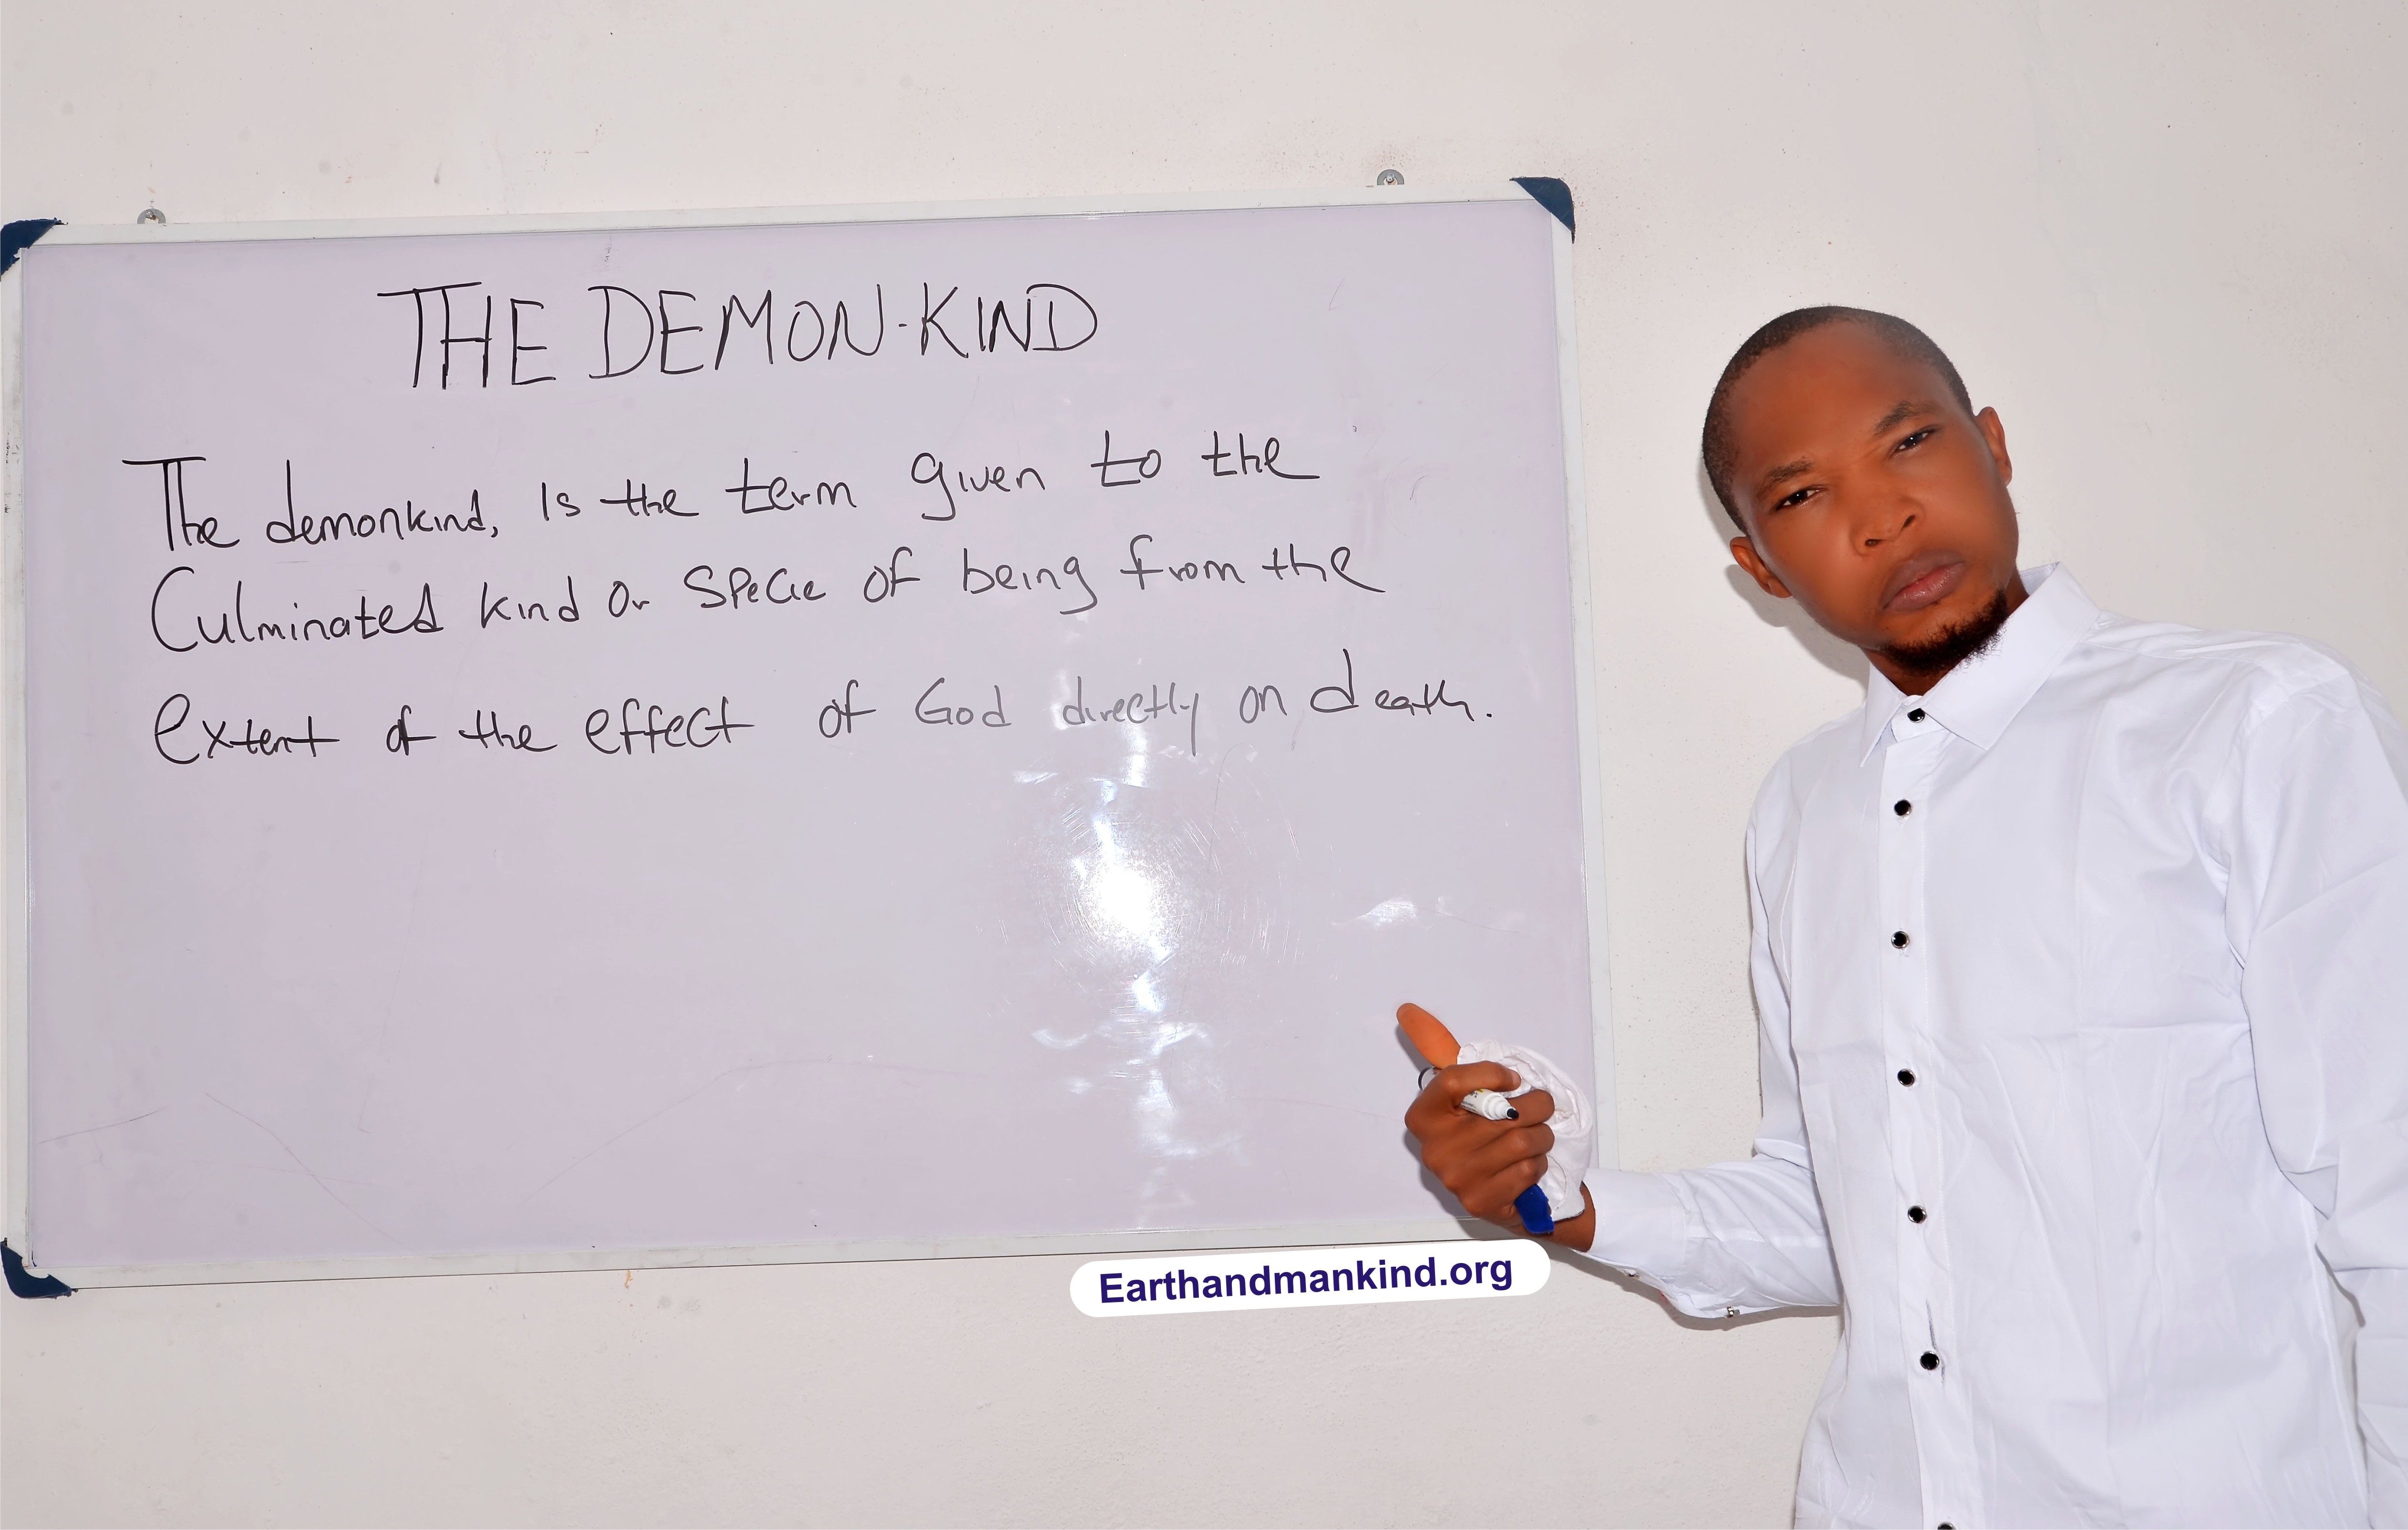 THE DEMON-KIND
The demonkind, is the term given to the
Culminated kind or Specie of being from the
extent of the effect of God directly on death.
Earthandmankind.org